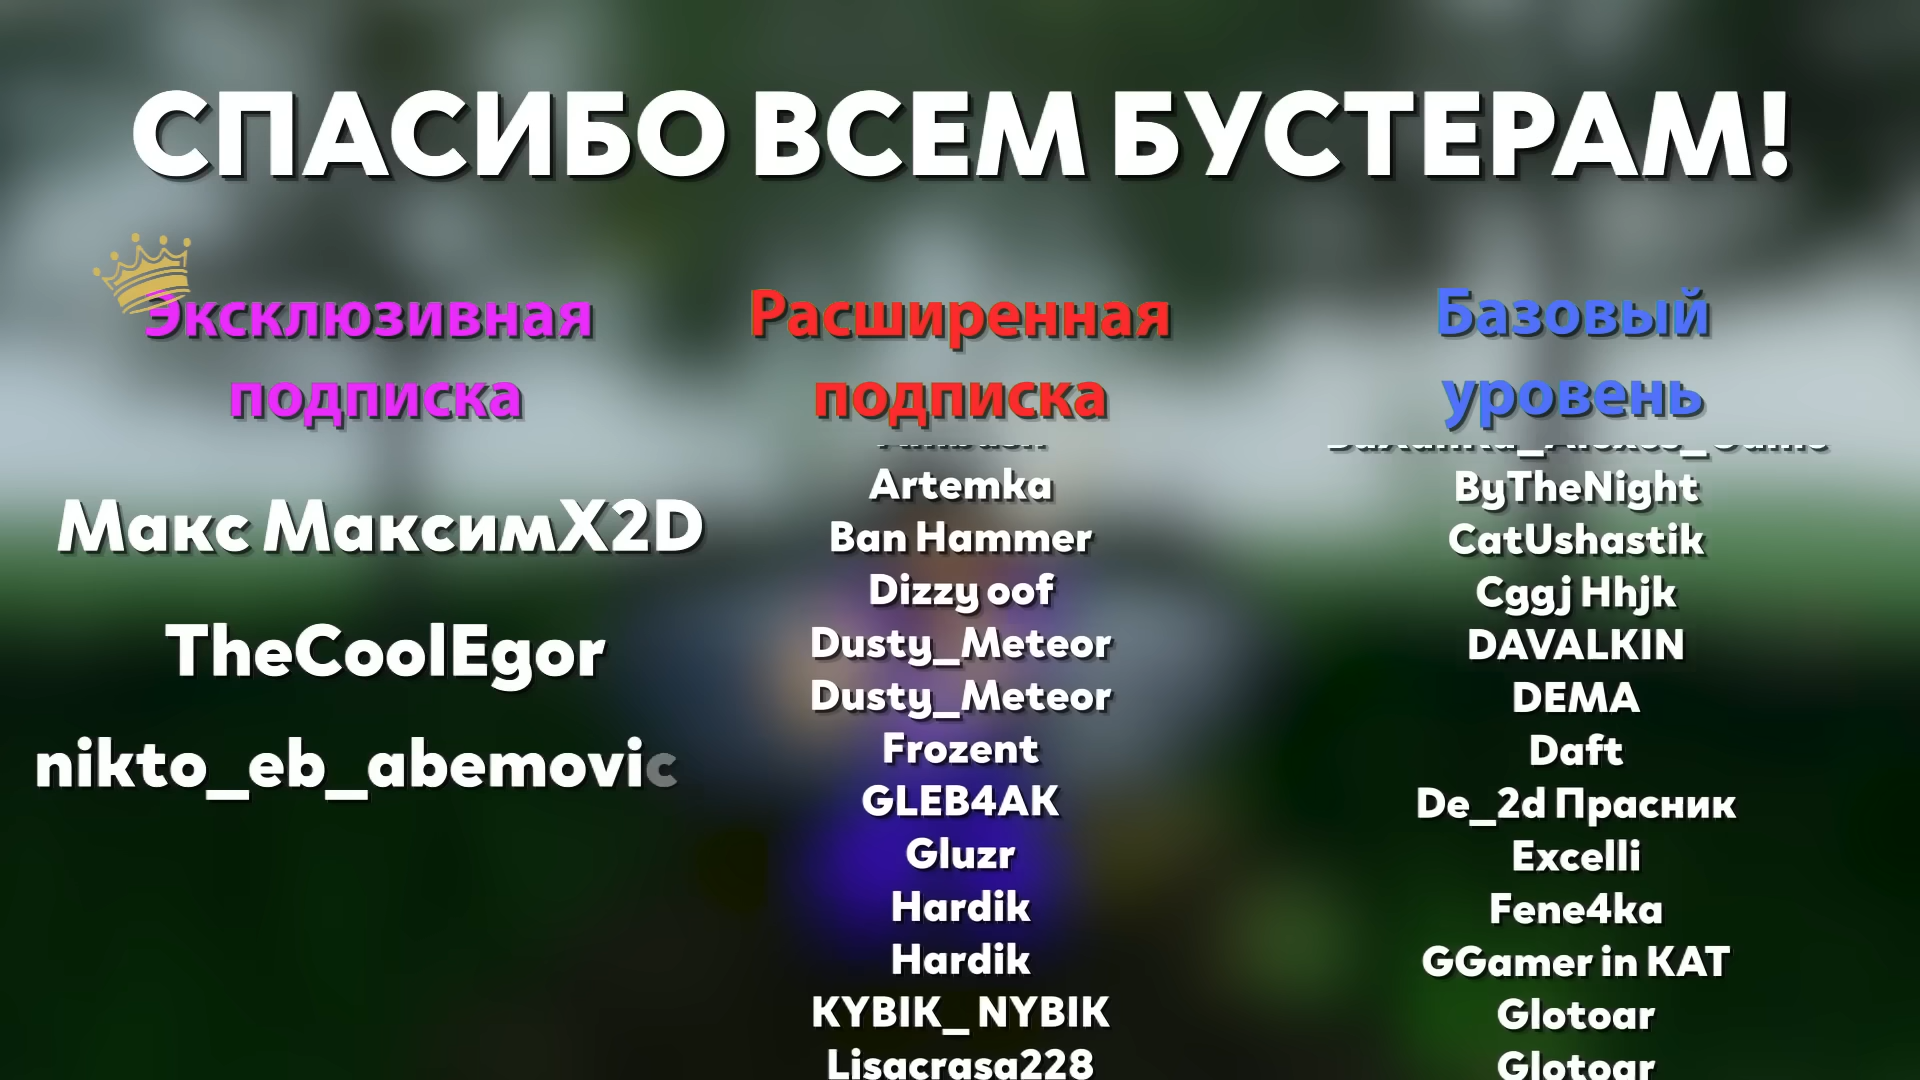 СПАСИБО ВСЕМ БУСТЕРАМ!
Эксклюзивная
подписка
Макс МаксимX2D
TheCoolEgor
nikto_eb_abemovic
Расширенная
подписка
Artemka
Ban Hammer
Dizzy oof
Dusty_Meteor
Dusty_Meteor
Frozent
GLEB4AK
Gluzr
Hardik
Hardik
KYBIK_ NYBIK
Lisacrasa228
Базовый
уровень
ByTheNight
CatUshastik
Cggj Hhjk
DAVALKIN
DEMA
Daft
De_2d Прасник
Excelli
Fene4ka
GGamer in KAT
Glotoar
Glotoar